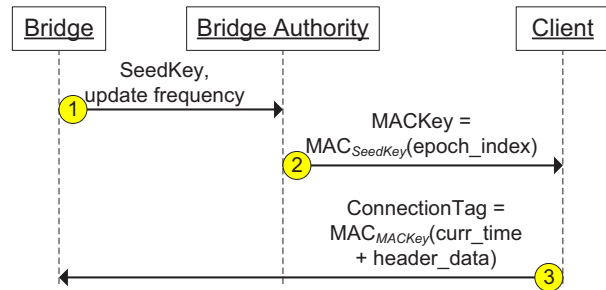 Bridge
Bridge Authority
Client
SeedKey,
update frequency
1
MACKey =
MACSeedKey(epoch_index)
2
ConnectionTag =
MACMACKey(curr_time
+ header_data)
3